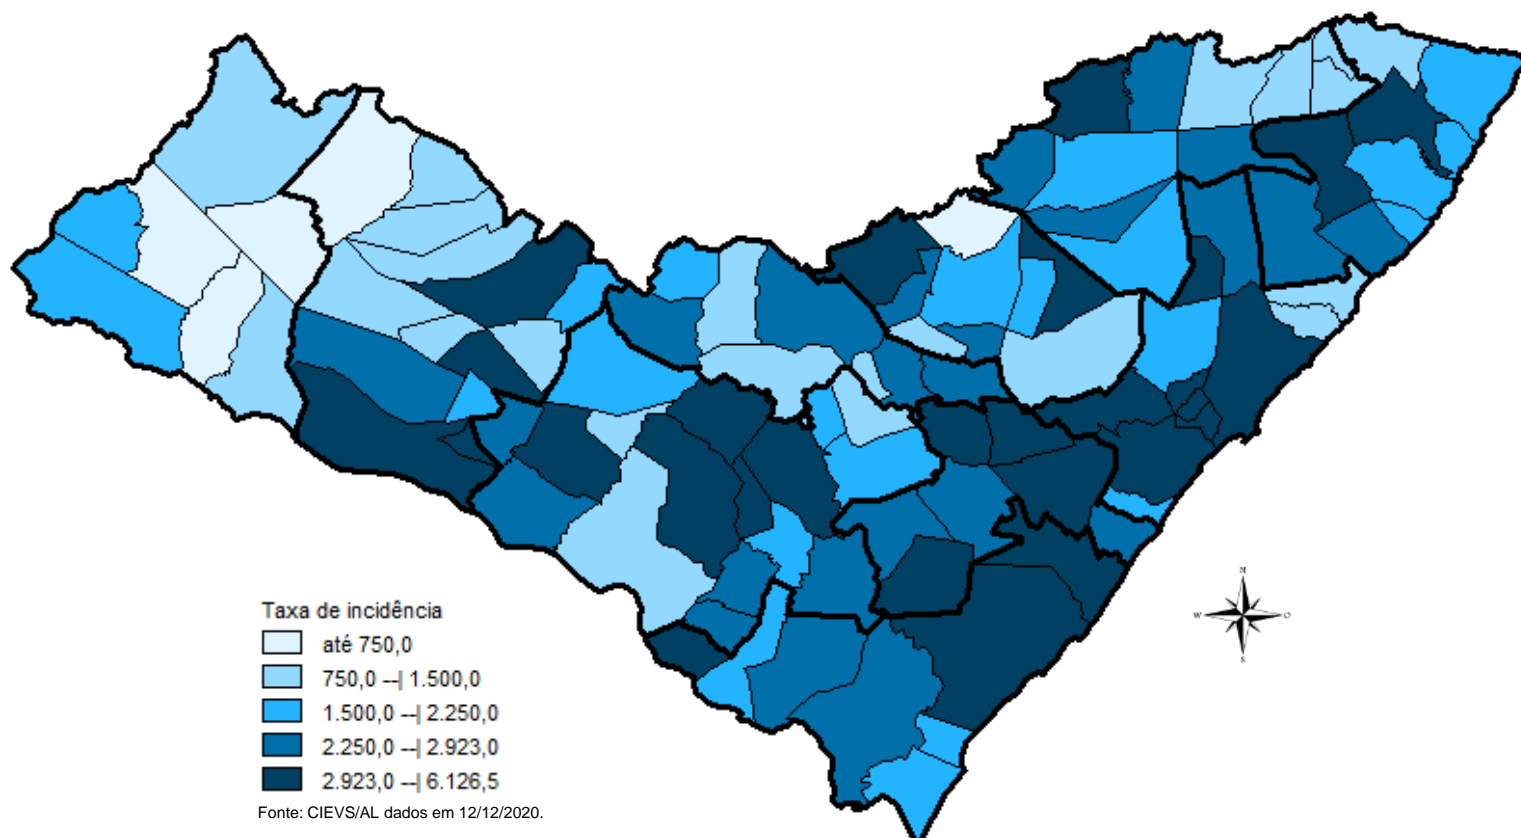 Taxa de incidência
até 750,0
750,0 --| 1.500,0
1.500,0 --| 2.250,0
2.250,0 --| 2.923,0
2.923,0 --| 6.126,5
Fonte: CIEVS/AL dados em 12/12/2020.
N
W
O
S